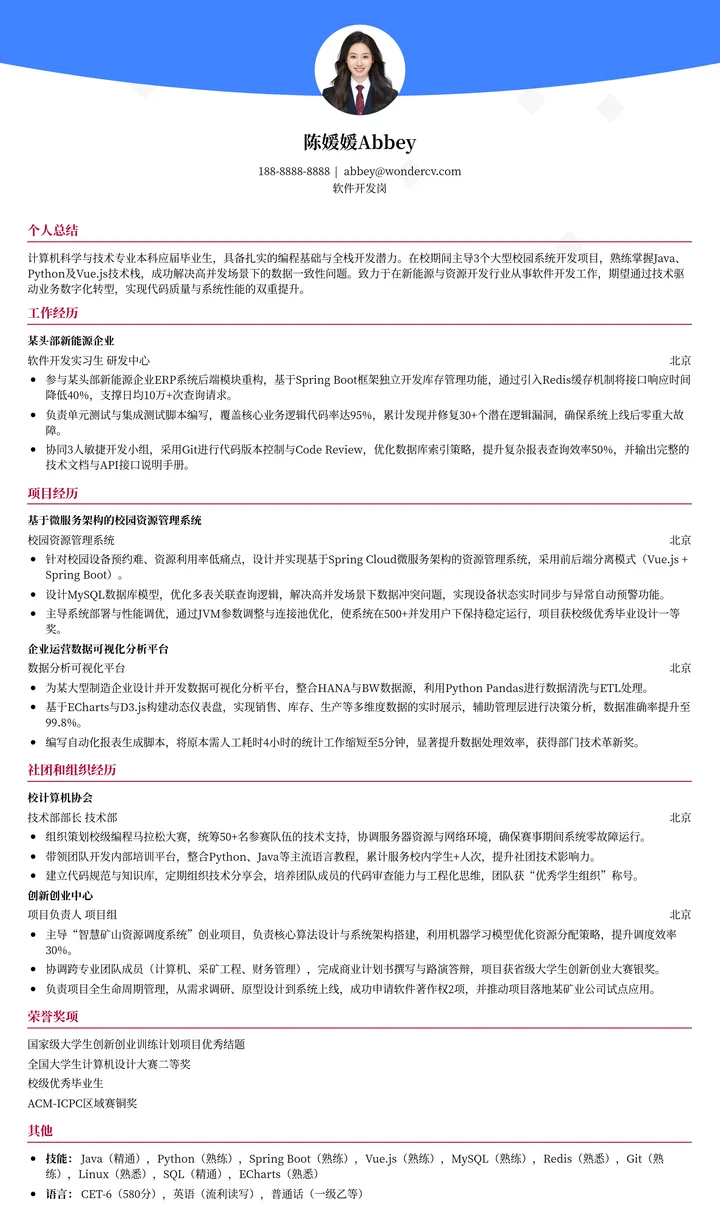 陈媛媛Abbey
188-8888-8888 | abbey@wondercv.com
软件开发岗
个人总结
计算机科学与技术专业本科应届毕业生，具备扎实的编程基础与全栈开发潜力。在校期间主导3个大型校园系统开发项目，熟练掌握Java、
Python及Vue.js技术栈，成功解决高并发场景下的数据一致性问题。致力于在新能源与资源开发行业从事软件开发工作，期望通过技术驱
动业务数字化转型，实现代码质量与系统性能的双重提升。
工作经历
某头部新能源企业
软件开发实习生 研发中心 北京
• 参与某头部新能源企业ERP系统后端模块重构，基于Spring Boot框架独立开发库存管理功能，通过引入Redis缓存机制将接口响应时间
降低40%，支撑日均10万+次查询请求。
• 负责单元测试与集成测试脚本编写，覆盖核心业务逻辑代码率达95%，累计发现并修复30+个潜在逻辑漏洞，确保系统上线后零重大故
障。
• 协同3人敏捷开发小组，采用Git进行代码版本控制与Code Review，优化数据库索引策略，提升复杂报表查询效率50%，并输出完整的
技术文档与API接口说明手册。
项目经历
基于微服务架构的校园资源管理系统
校园资源管理系统 北京
• 针对校园设备预约难、资源利用率低痛点，设计并实现基于Spring Cloud微服务架构的资源管理系统，采用前后端分离模式（Vue.js +
Spring Boot）。
• 设计MySQL数据库模型，优化多表关联查询逻辑，解决高并发场景下数据冲突问题，实现设备状态实时同步与异常自动预警功能。
• 主导系统部署与性能调优，通过JVM参数调整与连接池优化，使系统在500+并发用户下保持稳定运行，项目获校级优秀毕业设计一等
奖。
企业运营数据可视化分析平台
数据分析可视化平台 北京
• 为某大型制造企业设计并开发数据可视化分析平台，整合HANA与BW数据源，利用Python Pandas进行数据清洗与ETL处理。
• 基于ECharts与D3.js构建动态仪表盘，实现销售、库存、生产等多维度数据的实时展示，辅助管理层进行决策分析，数据准确率提升至
99.8%。
• 编写自动化报表生成脚本，将原本需人工耗时4小时的统计工作缩短至5分钟，显著提升数据处理效率，获得部门技术革新奖。
社团和组织经历
校计算机协会
技术部部长 技术部 北京
• 组织策划校级编程马拉松大赛，统筹50+名参赛队伍的技术支持，协调服务器资源与网络环境，确保赛事期间系统零故障运行。
• 带领团队开发内部培训平台，整合Python、Java等主流语言教程，累计服务校内学生+人次，提升社团技术影响力。
• 建立代码规范与知识库，定期组织技术分享会，培养团队成员的代码审查能力与工程化思维，团队获“优秀学生组织”称号。
创新创业中心
项目负责人 项目组 北京
• 主导“智慧矿山资源调度系统”创业项目，负责核心算法设计与系统架构搭建，利用机器学习模型优化资源分配策略，提升调度效率
30%。
• 协调跨专业团队成员（计算机、采矿工程、财务管理），完成商业计划书撰写与路演答辩，项目获省级大学生创新创业大赛银奖。
• 负责项目全生命周期管理，从需求调研、原型设计到系统上线，成功申请软件著作权2项，并推动项目落地某矿业公司试点应用。
荣誉奖项
国家级大学生创新创业训练计划项目优秀结题
全国大学生计算机设计大赛二等奖
校级优秀毕业生
ACM-ICPC区域赛铜奖
其他
• 技能： Java（精通）, Python（熟练）, Spring Boot（熟练）, Vue.js（熟练）, MySQL（熟练）, Redis（熟悉）, Git（熟
练）, Linux（熟悉）, SQL（精通）, ECharts（熟悉）
• 语言： CET-6（580分）, 英语（流利读写）, 普通话（一级乙等）